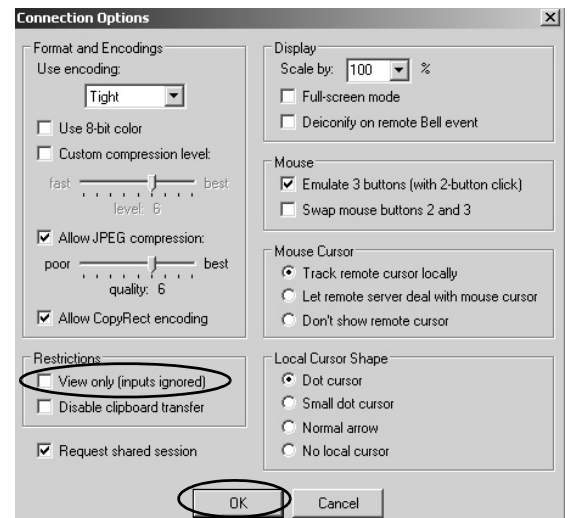 Connection Options
Format and Encodings
Use encoding:
Tight
Use 8-bit color
Custom compression level:
fast best
level: 6
Allow JPEG compression:
poor best
quality: 6
Allow CopyRect encoding
Restrictions
View only (inputs ignored)
Disable clipboard transfer
Request shared session
Display
Scale by: 100 %
Full-screen mode
Deiconify on remote Bell event
Mouse
Emulate 3 buttons (with 2-button click)
Swap mouse buttons 2 and 3
Mouse Cursor
Track remote cursor locally
Let remote server deal with mouse cursor
Don't show remote cursor
Local Cursor Shape
Dot cursor
Small dot cursor
Normal arrow
No local cursor
OK Cancel